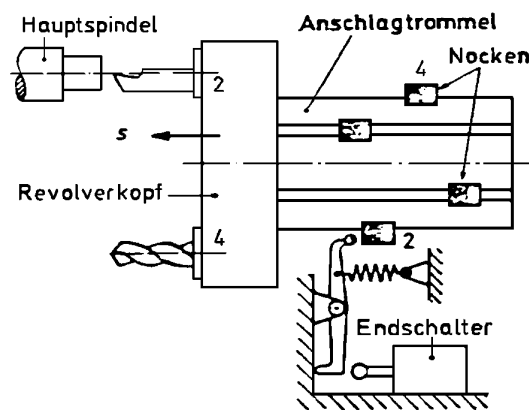 Hauptspindel
Anschlagtrommel
Nocken
2
4
s
Revolverkopf
4
2
Endschalter